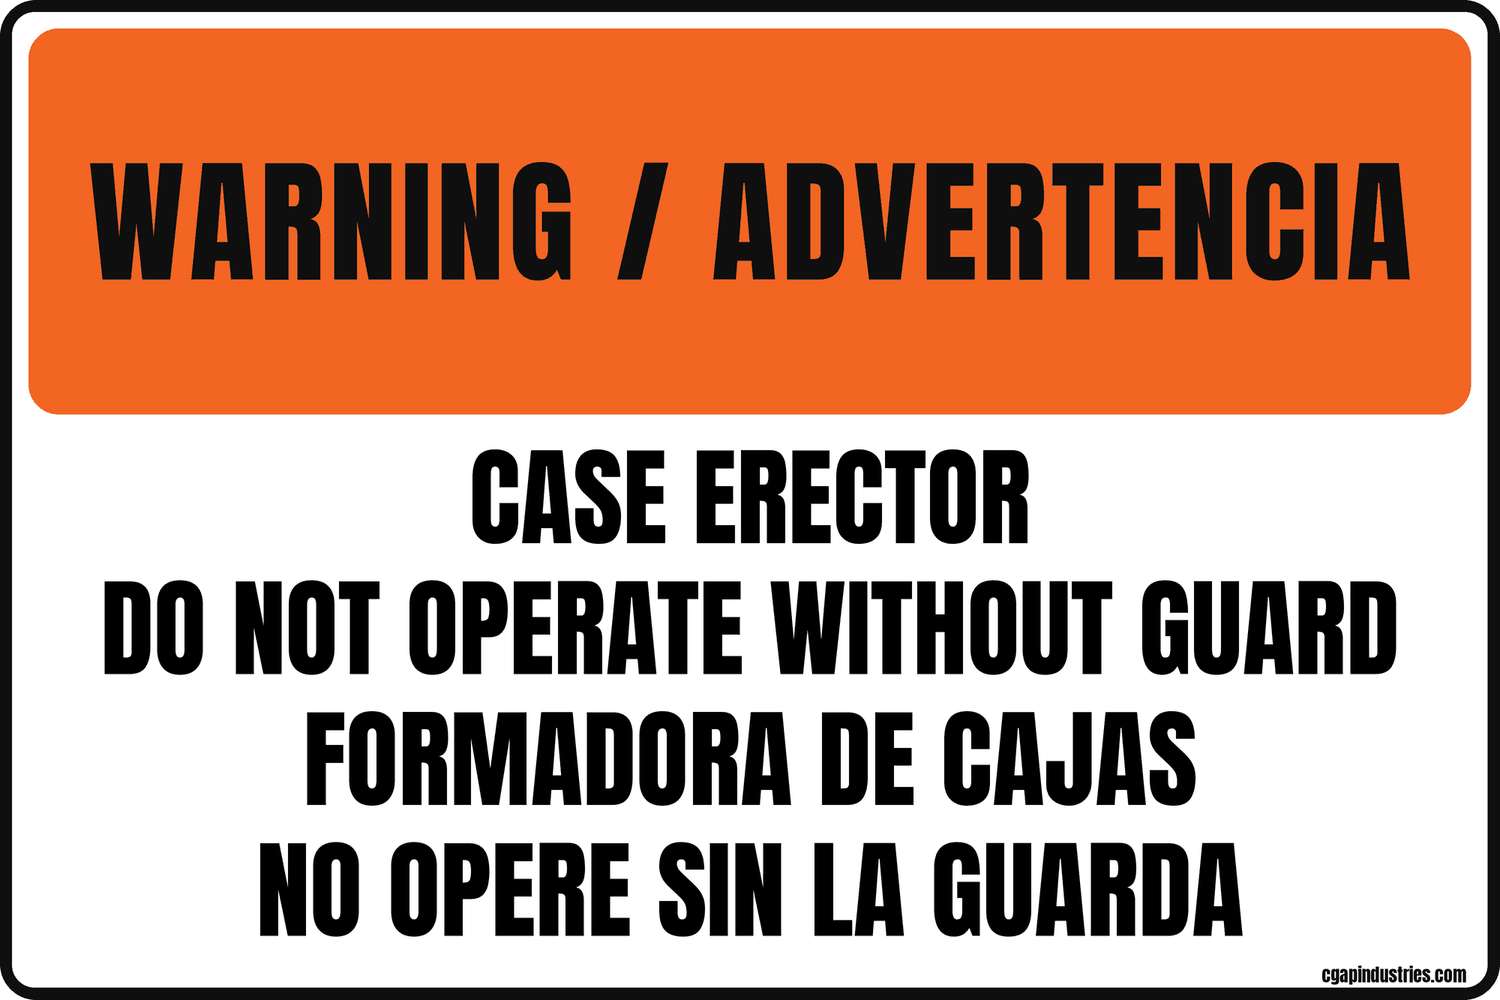 WARNING / ADVERTENCIA
CASE ERECTOR
DO NOT OPERATE WITHOUT GUARD
FORMADORA DE CAJAS
NO OPERE SIN LA GUARDA
cgapindustries.com